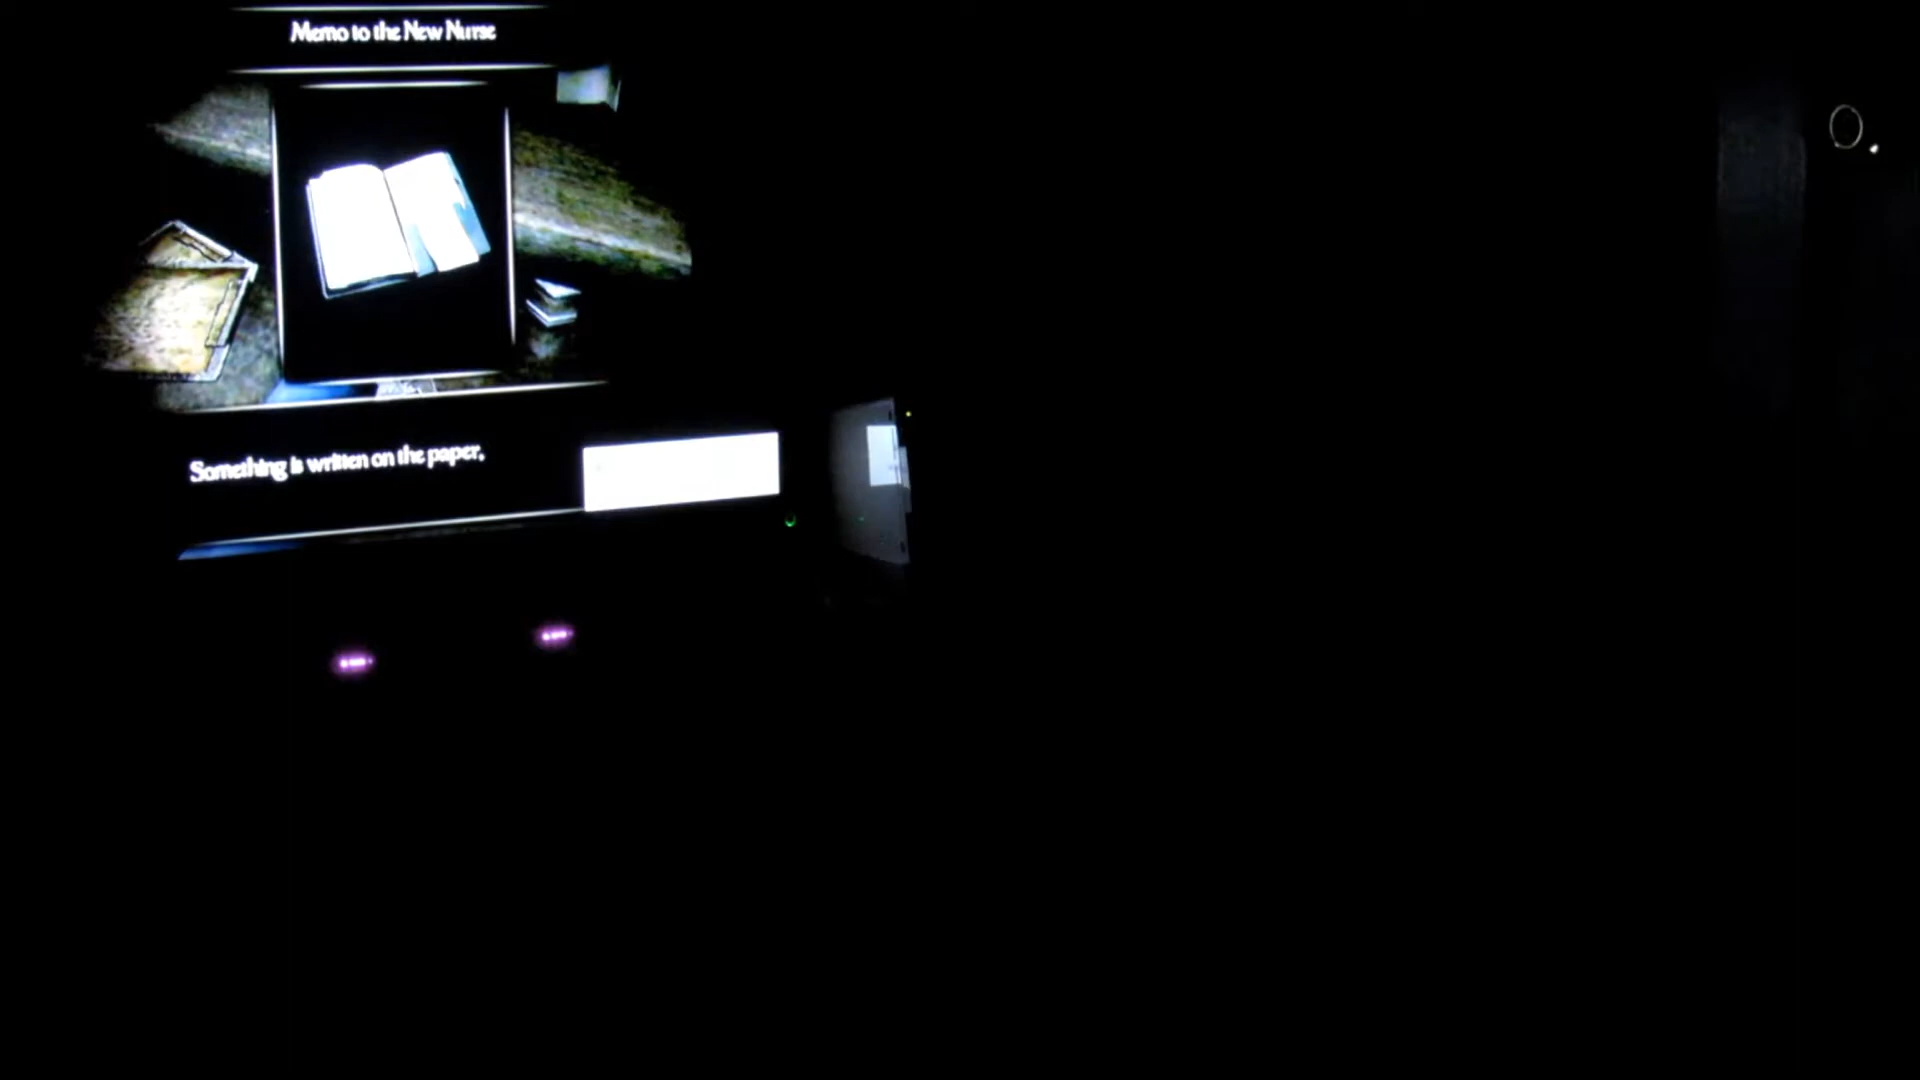 Memo to the New Nurse
Something is written on the paper.